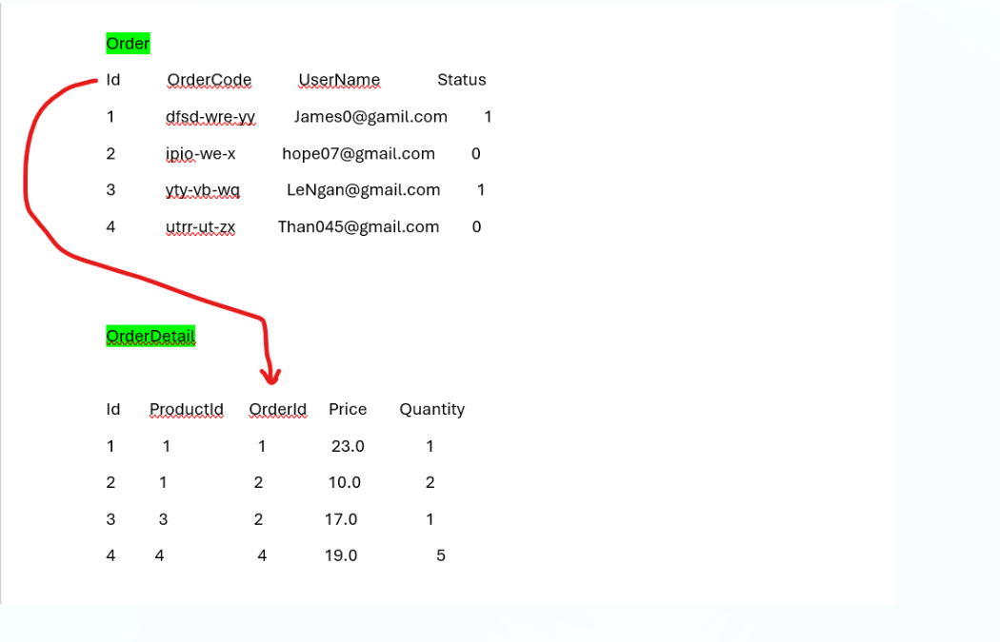 Order
Id OrderCode UserName Status
1 dfsd-wre-yy James0@gamil.com 1
2 ipio-we-x hope07@gmail.com 0
3 yty-vb-wq LeNgan@gmail.com 1
4 utrr-ut-zx Than045@gmail.com 0
OrderDetail
Id ProductId OrderId Price Quantity
1 1 1 23.0 1
2 1 2 10.0 2
3 3 2 17.0 1
4 4 4 19.0 5